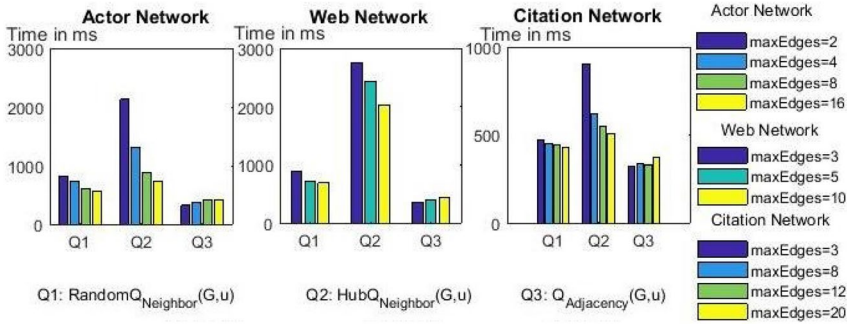 Actor Network
Time in ms
3000
2000
1000
0
Q1 Q2 Q3
Web Network
Time in ms
3000
2000
1000
0
Q1 Q2 Q3
Citation Network
Time in ms
1000
500
0
Q1 Q2 Q3
Actor Network
maxEdges=2
maxEdges=4
maxEdges=8
maxEdges=16
Web Network
maxEdges=3
maxEdges=5
maxEdges=10
Citation Network
maxEdges=3
maxEdges=8
maxEdges=12
maxEdges=20
Q1: RandomQNeighbor(G,u)
Q2: HubQNeighbor(G,u)
Q3: QAdjacency(G,u)